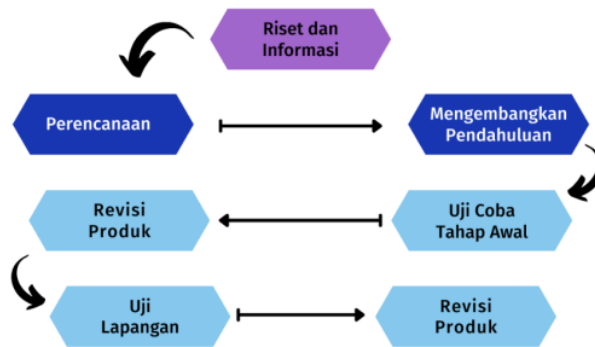 Riset dan
Informasi
Perencanaan
Mengembangkan
Pendahuluan
Uji Coba
Tahap Awal
Revisi
Produk
Uji
Lapangan
Revisi
Produk